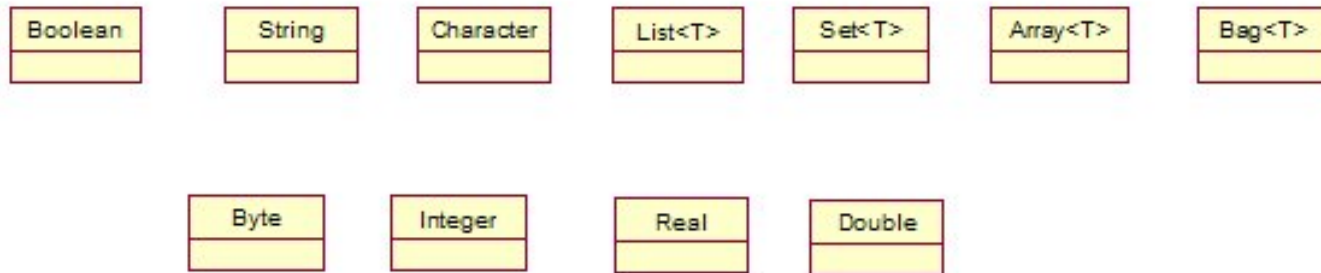 Boolean String Character List<T> Set<T> Array<T> Bag<T>
Byte Integer Real Double